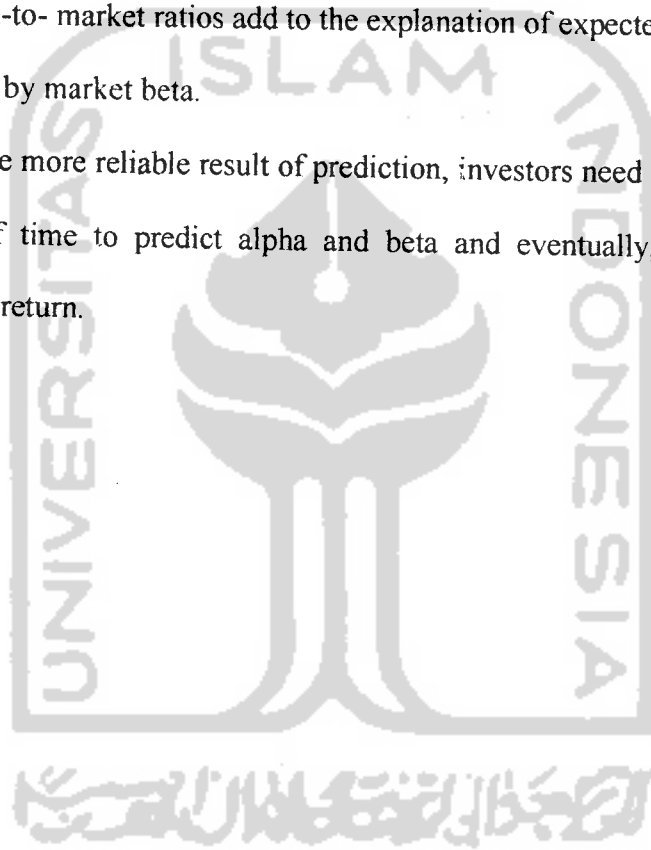 -to- market ratios add to the explanation of expecte
by market beta.
e more reliable result of prediction, investors need
f time to predict alpha and beta and eventually,
return.
UNIVERSITAS
ISLAM
INDONESIA